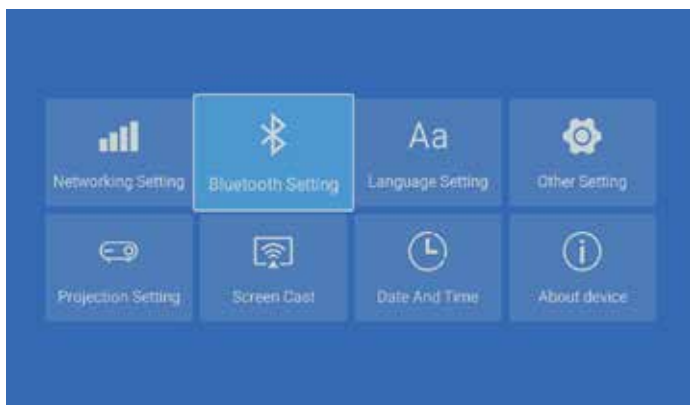 Aa
Networking Setting
Bluetooth Setting
Language Setting
Other Setting
Projection Setting
Screen Cast
Date And Time
About device